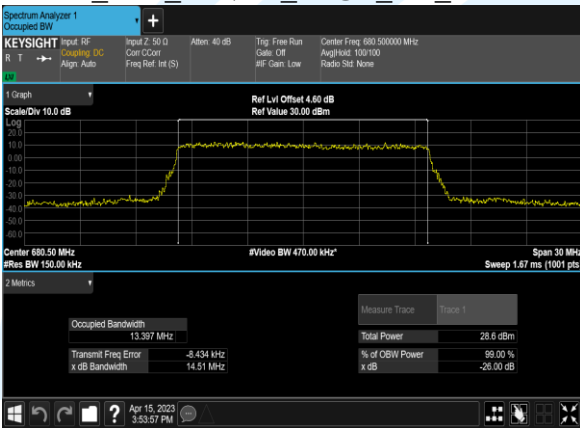 Spectrum Analyzer 1
Occupied BW
+
KEYSIGHT Input: RF Input Z: 50 Ω Atten: 40 dB Trig: Free Run Center Freq: 680.500000 MHz
R T Coupling: DC Corr CCorr Gate: Off Avg|Hold: 100/100
Align: Auto Freq Ref: Int (S) #IF Gain: Low Radio Std: None
1 Graph
Ref Lvl Offset 4.60 dB
Scale/Div 10.0 dB Ref Value 30.00 dBm
Log
20.0
10.0
0.00
-10.0
-20.0
-30.0
-40.0
-50.0
-60.0
Center 680.50 MHz #Video BW 470.00 kHz* Span 30 MHz
#Res BW 150.00 kHz Sweep 1.67 ms (1001 pts
2 Metrics
Measure Trace Trace 1
Occupied Bandwidth
13.397 MHz Total Power 28.6 dBm
Transmit Freq Error -8.434 kHz % of OBW Power 99.00 %
x dB Bandwidth 14.51 MHz x dB -26.00 dB
? Apr 15, 2023
3:53:57 PM